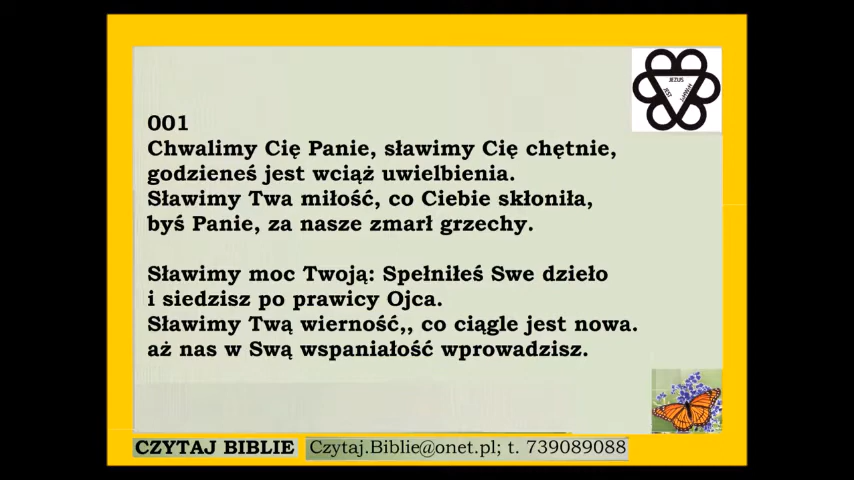 JEZUS
JEST
PANEM
001
Chwalimy Cię Panie, sławimy Cię chętnie,
godzieneś jest wciąż uwielbienia.
Sławimy Twa miłość, co Ciebie skłoniła,
byś Panie, za nasze zmarł grzechy.
Sławimy moc Twoją: Spełniłeś Swe dzieło
i siedzisz po prawicy Ojca.
Sławimy Twą wierność,, co ciągle jest nowa.
aż nas w Swą wspaniałość wprowadzisz.
CZYTAJ BIBLIE Czytaj.Biblie@onet.pl; t. 739089088